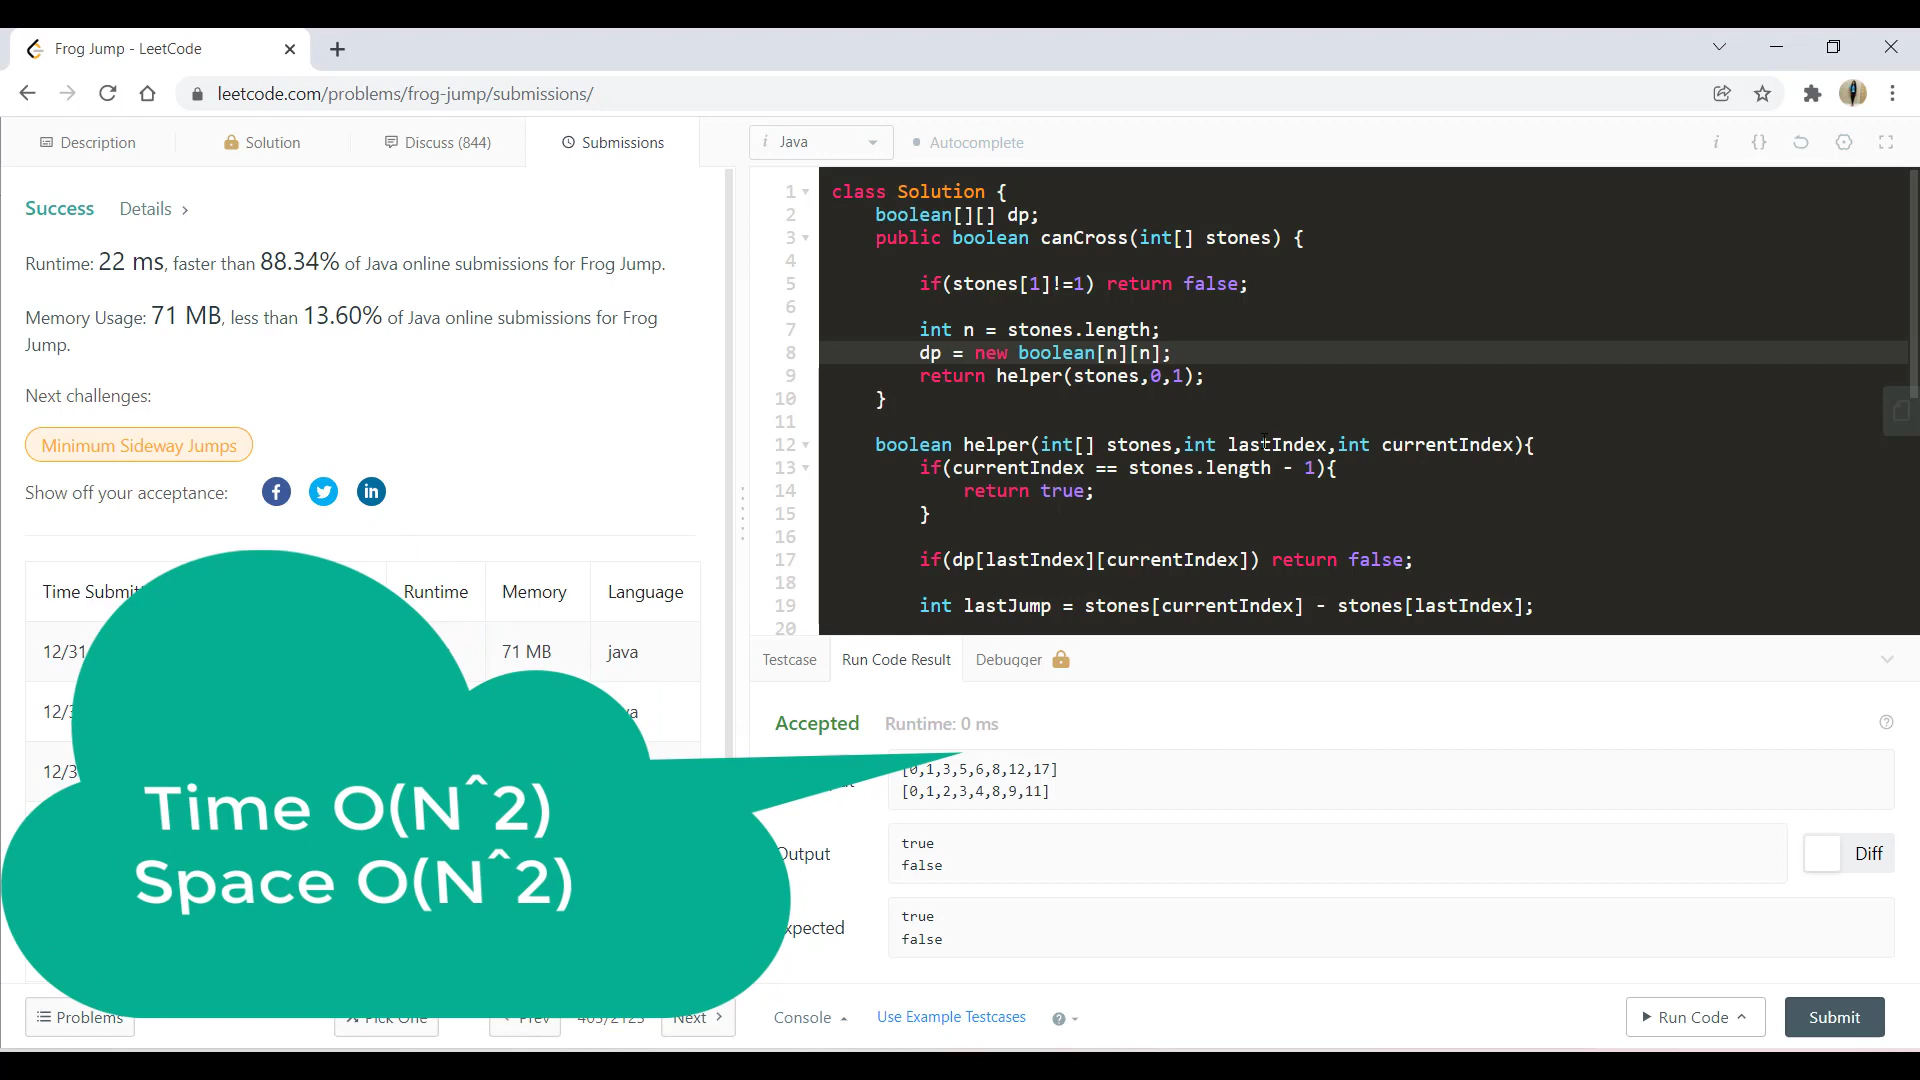 Frog Jump - LeetCode
leetcode.com/problems/frog-jump/submissions/
Description
Solution
Discuss (844)
Submissions
i Java
Autocomplete
Success Details
Runtime: 22 ms, faster than 88.34% of Java online submissions for Frog Jump.
Memory Usage: 71 MB, less than 13.60% of Java online submissions for Frog
Jump.
Next challenges:
Minimum Sideway Jumps
Show off your acceptance:
Time Submit Runtime Memory Language
12/31 71 MB java
12/3 va
12/3
Time O(N^2)
Space O(N^2)
Problems
Pick One
Prev
Next
1 class Solution {
2 boolean[][] dp;
3 public boolean canCross(int[] stones) {
4
5 if(stones[1]!=1) return false;
6
7 int n = stones.length;
8 dp = new boolean[n][n];
9 return helper(stones,0,1);
10 }
11
12 boolean helper(int[] stones,int lastIndex,int currentIndex){
13 if(currentIndex == stones.length - 1){
14 return true;
15 }
16
17 if(dp[lastIndex][currentIndex]) return false;
18
19 int lastJump = stones[currentIndex] - stones[lastIndex];
20
Testcase
Run Code Result
Debugger
Accepted Runtime: 0 ms
[0,1,3,5,6,8,12,17]
[0,1,2,3,4,8,9,11]
Output
true
false
Diff
xpected
true
false
Console
Use Example Testcases
Run Code
Submit